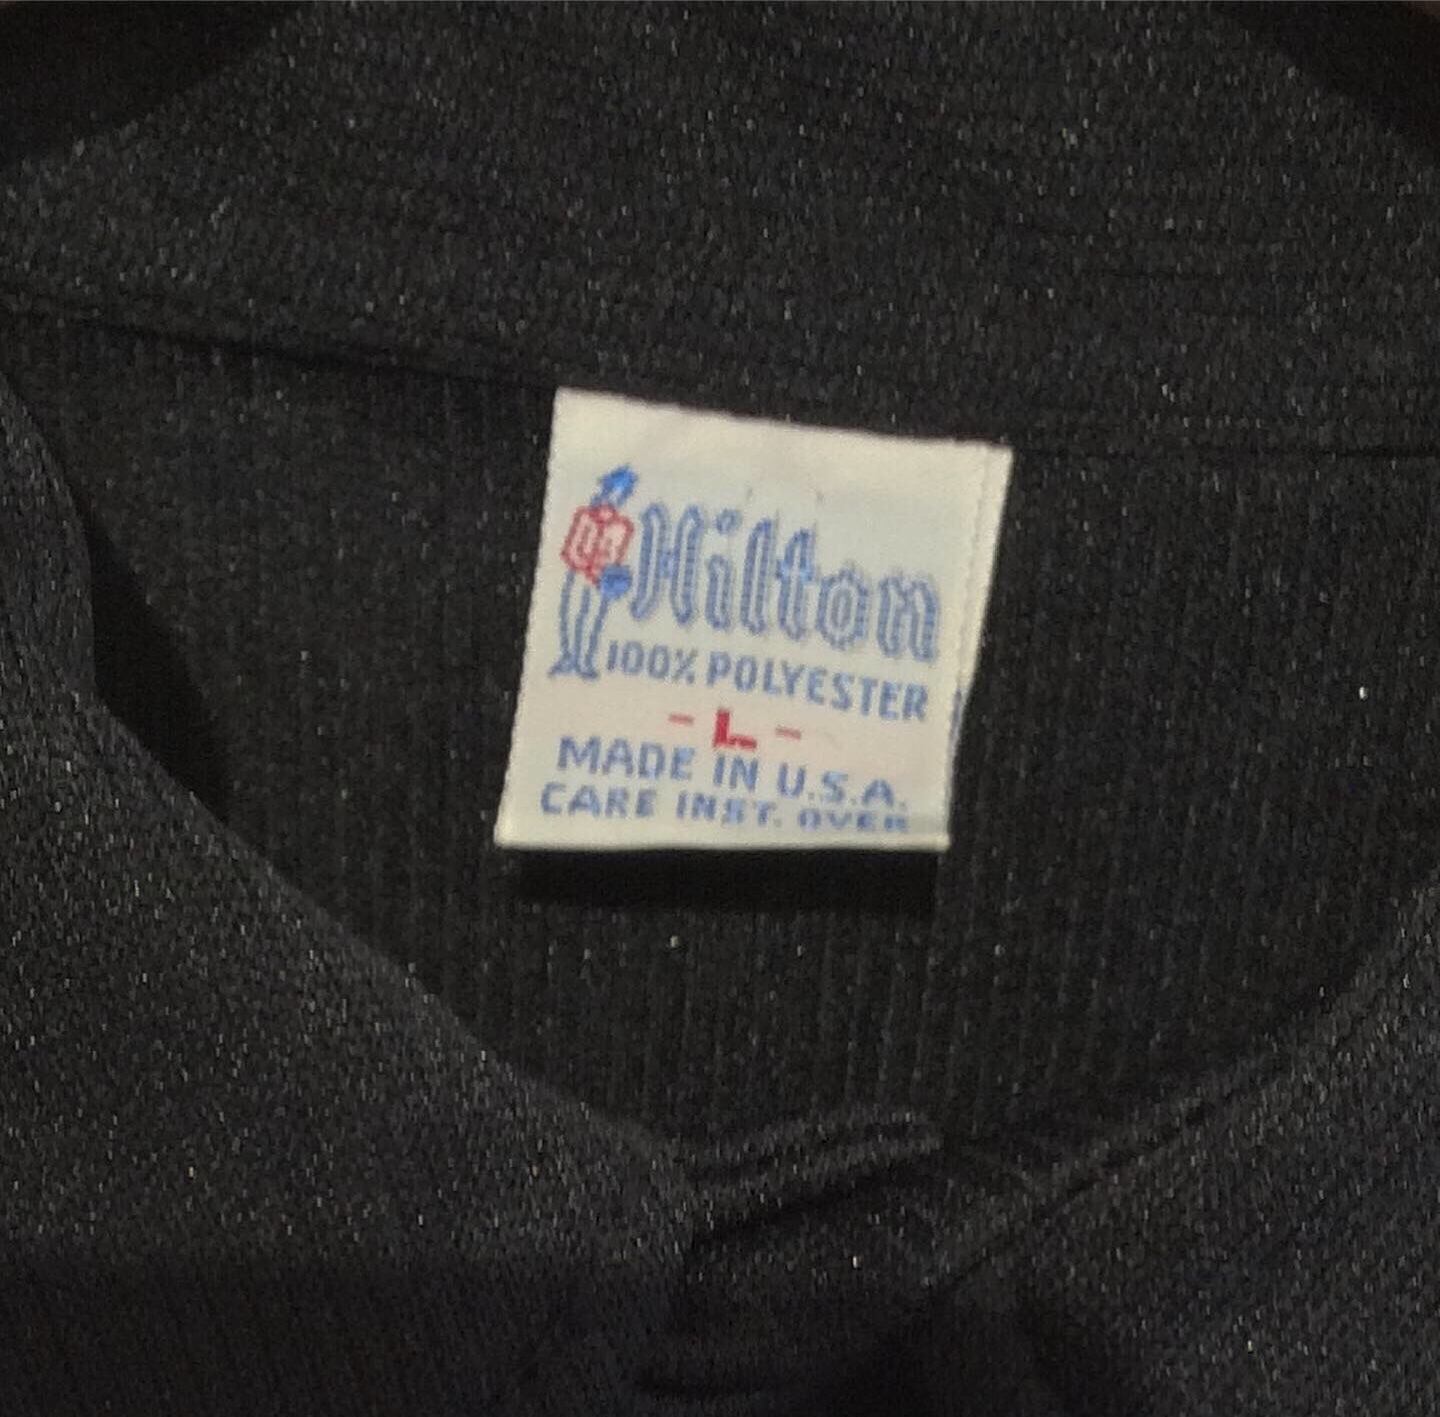 Hilton
100% POLYESTER
- L -
MADE IN U.S.A.
CARE INST. OVER